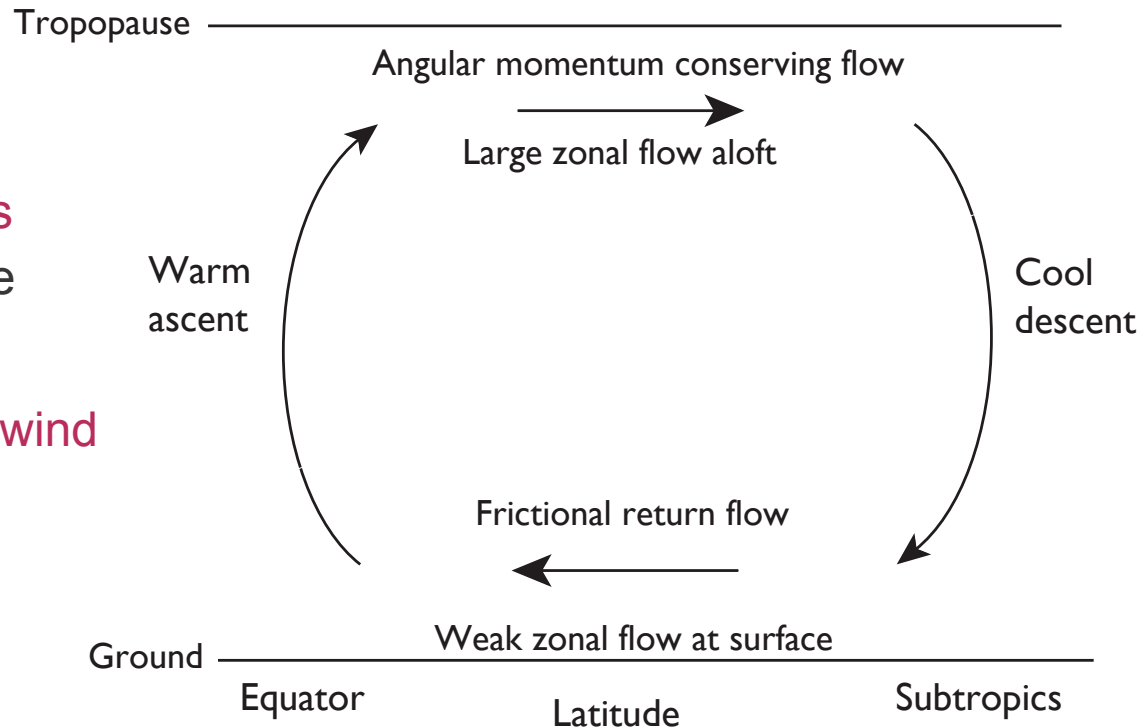 Tropopause
Angular momentum conserving flow
Large zonal flow aloft
s
e
wind
Warm
ascent
Cool
descent
Frictional return flow
Weak zonal flow at surface
Ground
Equator
Latitude
Subtropics